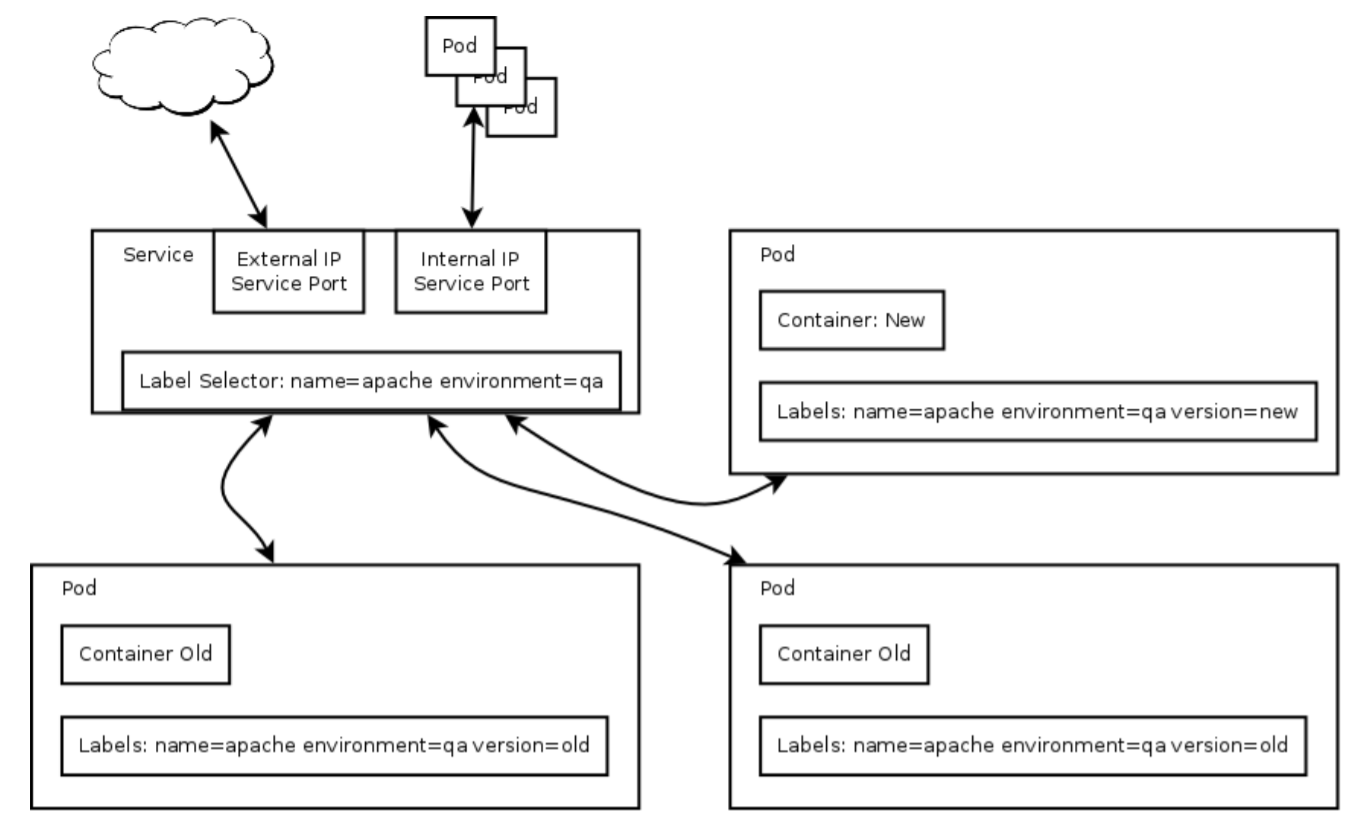 Pod
Pod
Pod
Service
External IP
Service Port
Internal IP
Service Port
Label Selector: name=apache environment=qa
Pod
Container: New
Labels: name=apache environment=qa version=new
Pod
Container Old
Labels: name=apache environment=qa version=old
Pod
Container Old
Labels: name=apache environment=qa version=old